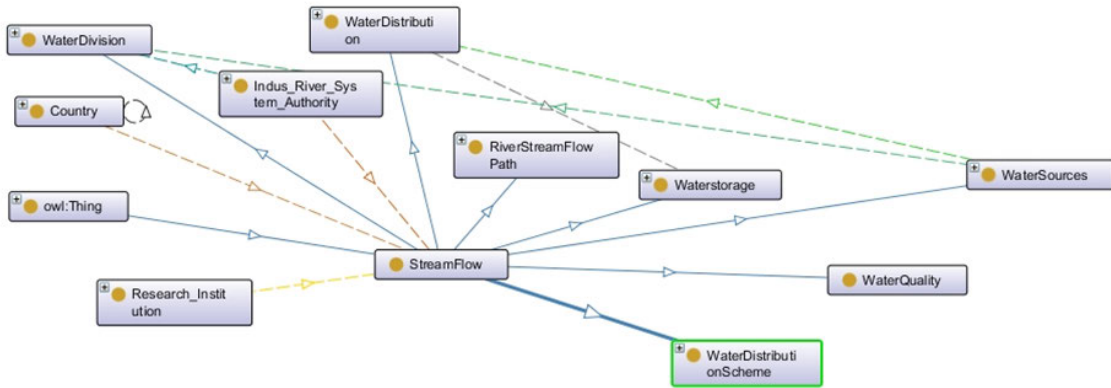 WaterDistributi
on
WaterDivision
Indus_River_Sys
tem_Authority
Country
RiverStreamFlow
Path
WaterSources
Waterstorage
owl:Thing
StreamFlow
WaterQuality
Research_Instit
ution
WaterDistributi
onScheme